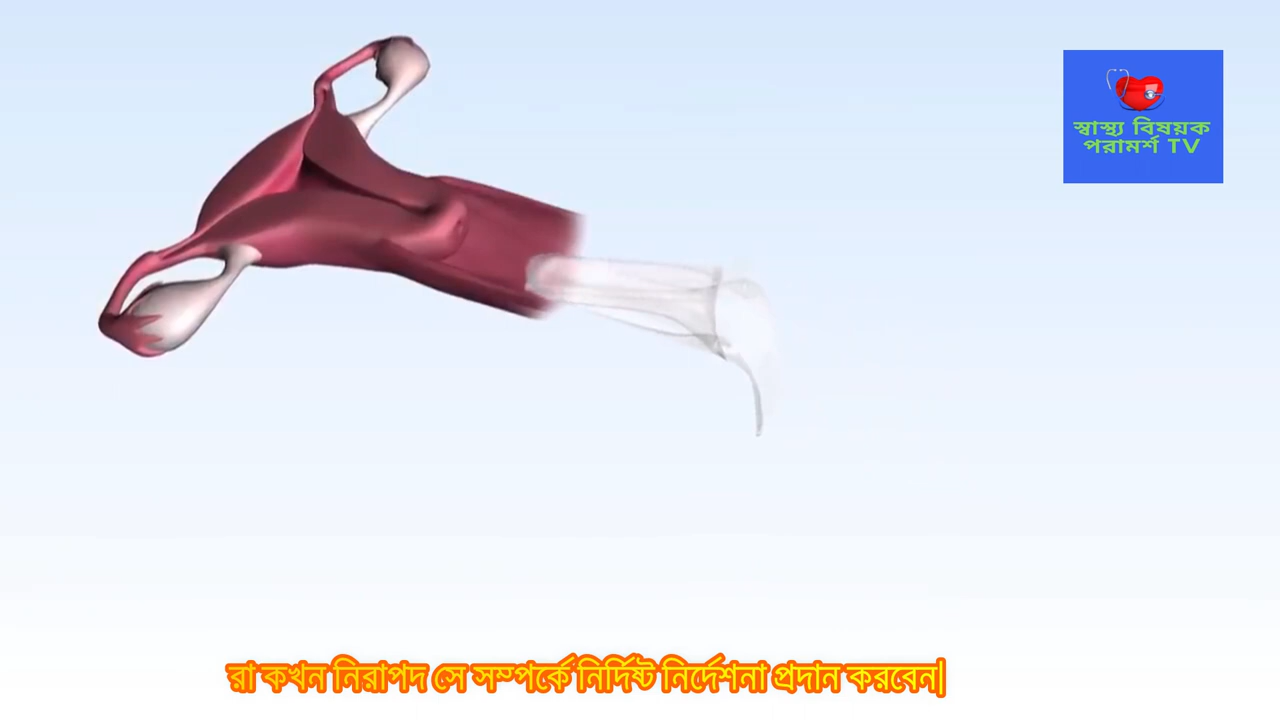 স্বাস্থ্য বিষয়ক
পরামর্শ TV
রা কখন নিরাপদ সে সম্পর্কে নির্দিষ্ট নির্দেশনা প্রদান করবেন|